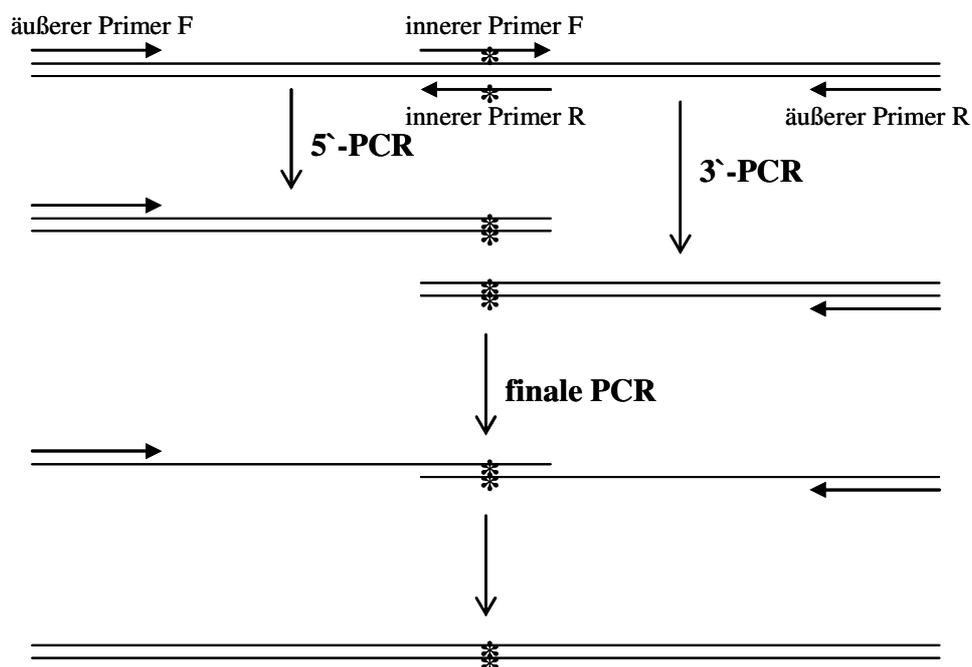 äußerer Primer F
innerer Primer F
innerer Primer R
äußerer Primer R
5`-PCR
3`-PCR
finale PCR